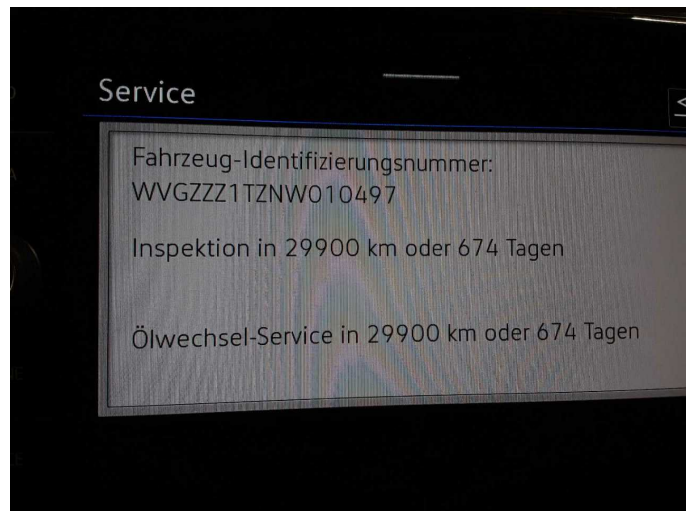 Service
Fahrzeug-Identifizierungsnummer:
WVGZZZ1TZNW010497
Inspektion in 29900 km oder 674 Tagen
Ölwechsel-Service in 29900 km oder 674 Tagen